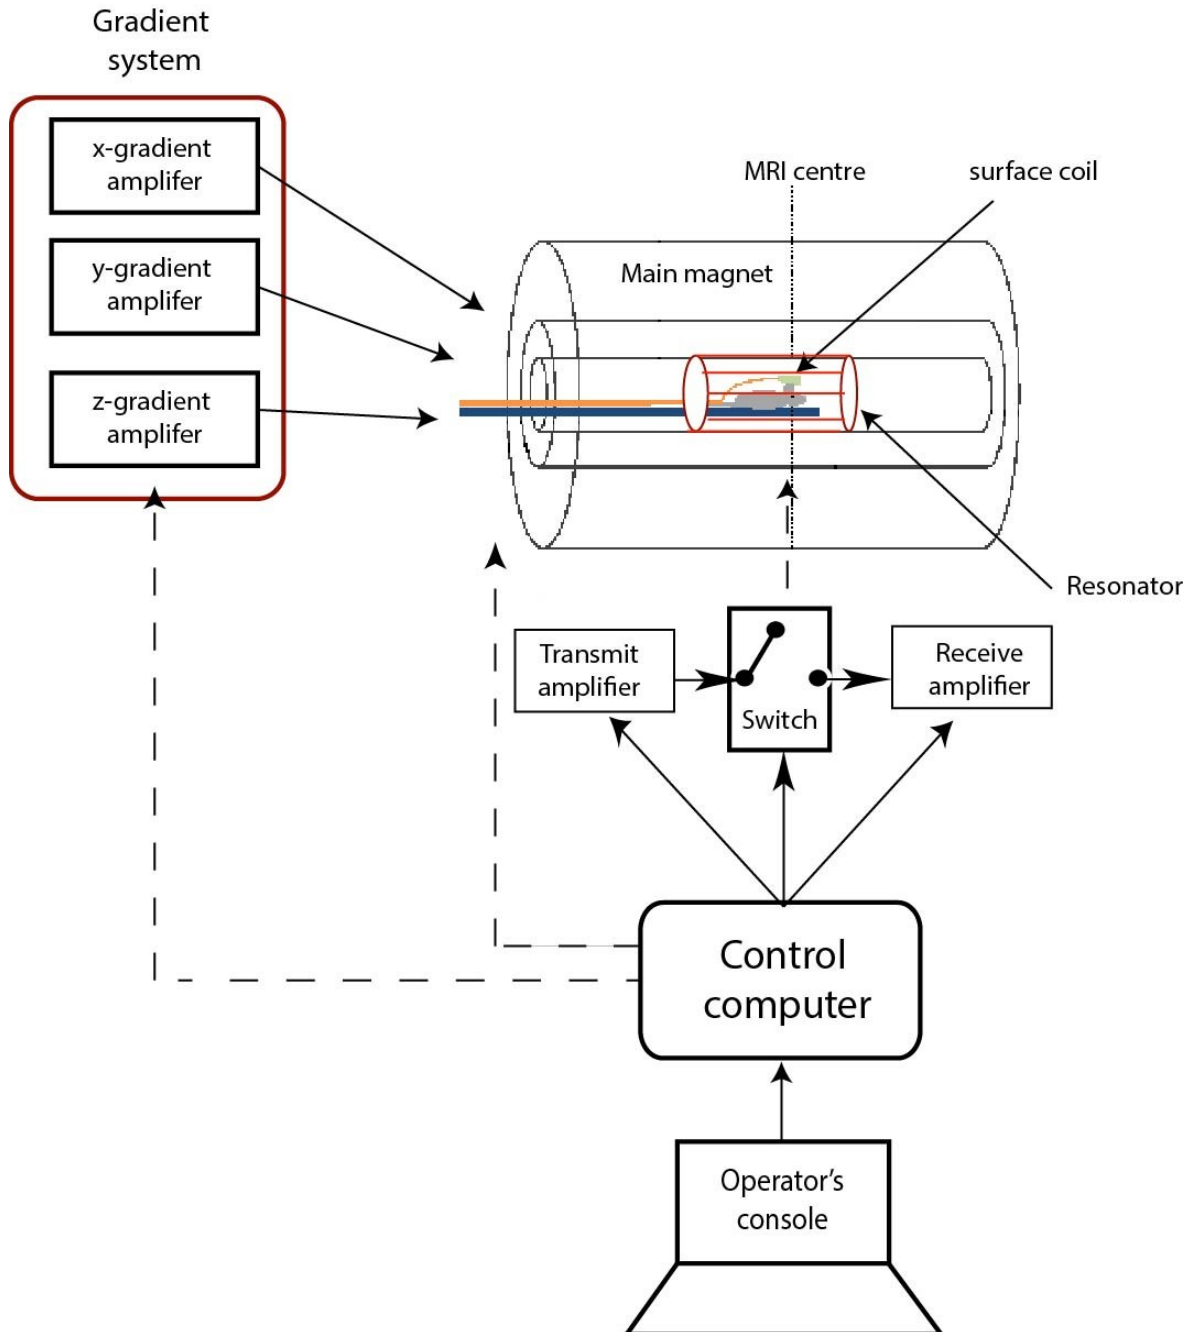 Gradient
system
x-gradient
amplifer
y-gradient
amplifer
z-gradient
amplifer
MRI centre
surface coil
Main magnet
Resonator
Transmit
amplifier
Switch
Receive
amplifier
Control
computer
Operator’s
console